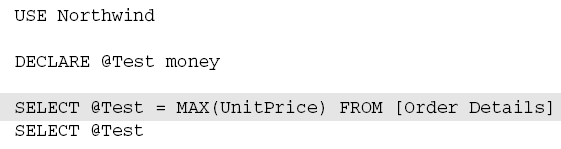 USE Northwind
DECLARE @Test money
SELECT @Test = MAX(UnitPrice) FROM [Order Details]
SELECT @Test